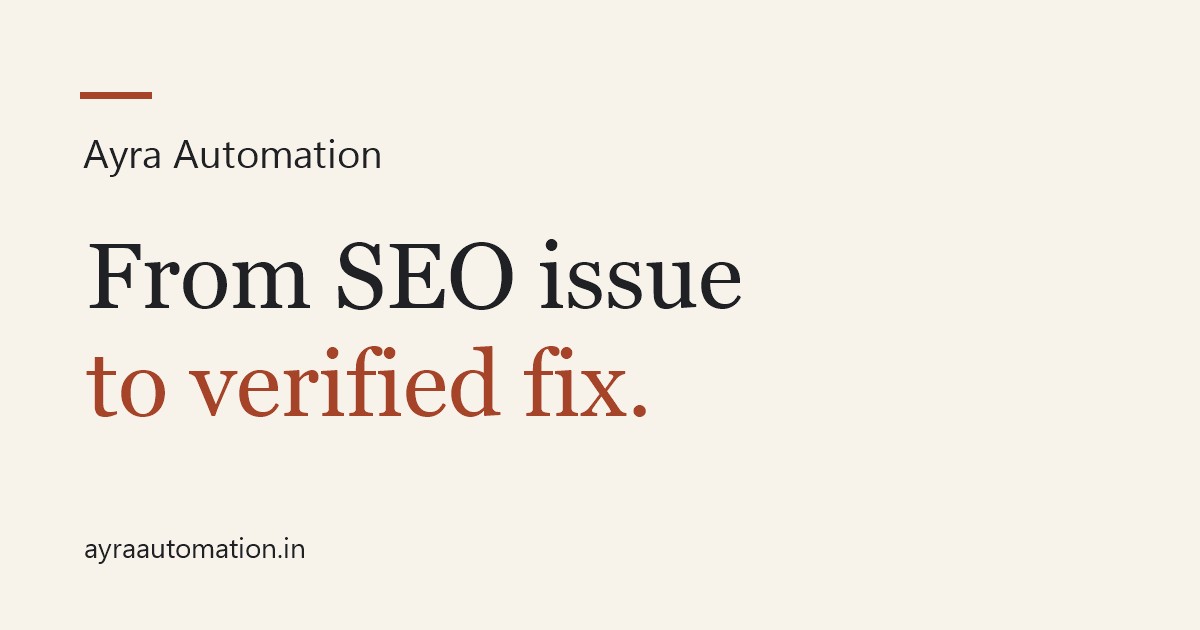 Ayra Automation
From SEO issue
to verified fix.
ayraautomation.in